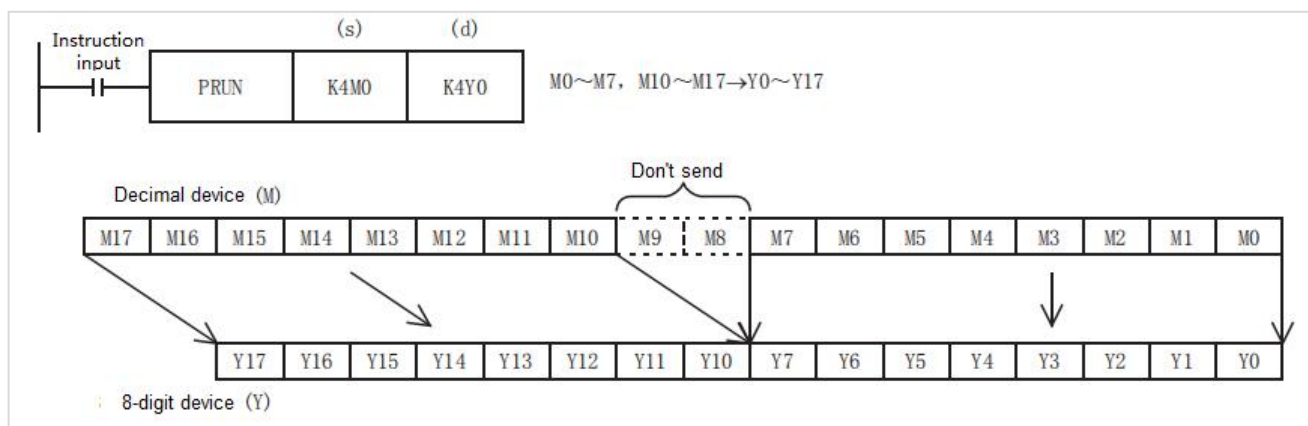 (s) (d)
Instruction
input
PRUN K4M0 K4Y0 M0～M7, M10～M17→Y0～Y17
Don't send
Decimal device (M)
M17 M16 M15 M14 M13 M12 M11 M10 M9 M8 M7 M6 M5 M4 M3 M2 M1 M0
Y17 Y16 Y15 Y14 Y13 Y12 Y11 Y10 Y7 Y6 Y5 Y4 Y3 Y2 Y1 Y0
8-digit device (Y)